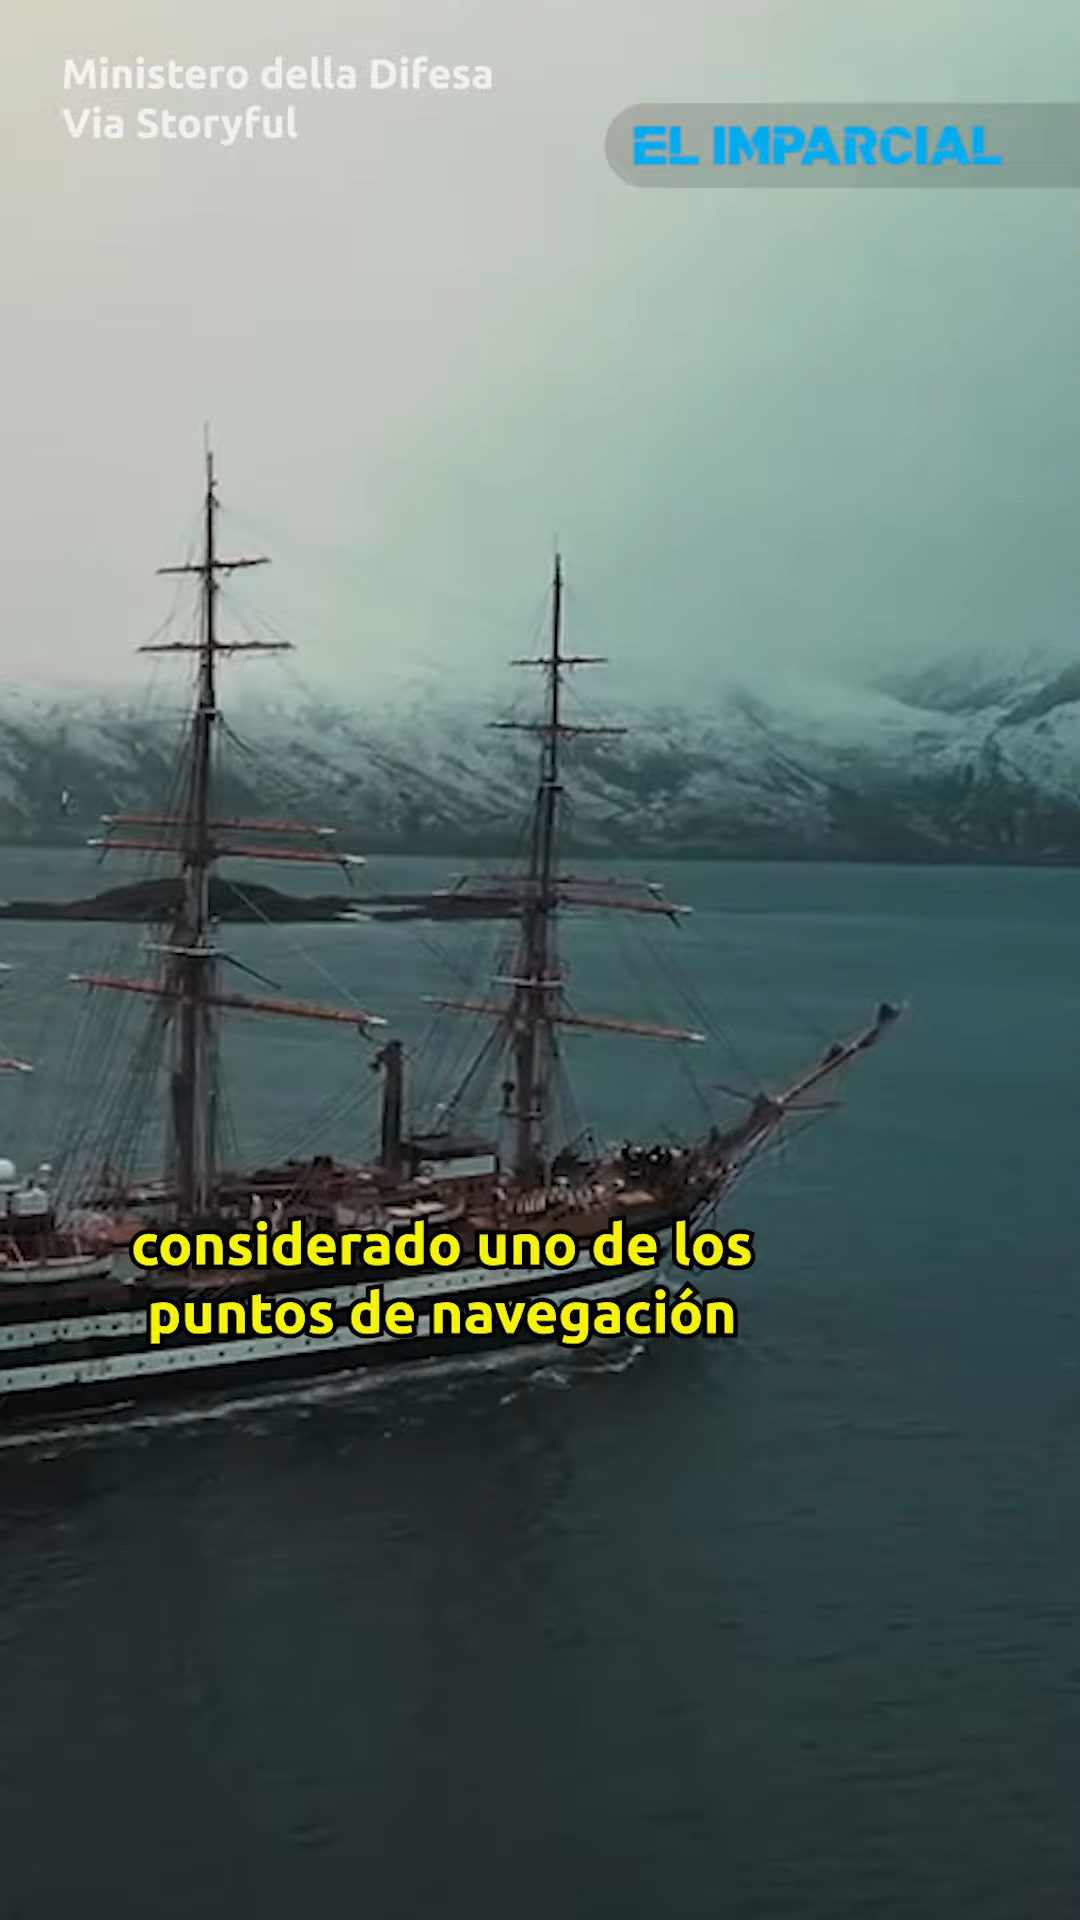 Ministero della Difesa
Via Storyful
EL IMPARCIAL
considerado uno de los
puntos de navegación